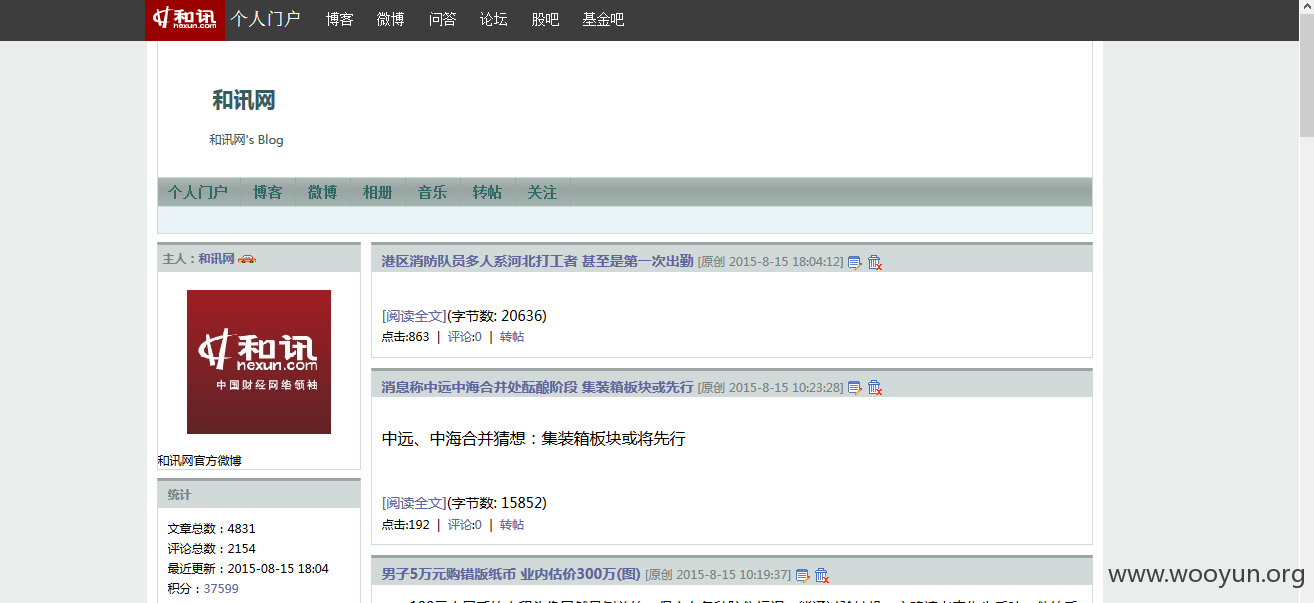 和讯 hexun.com 个人门户 博客 微博 问答 论坛 股吧 基金吧
和讯网
和讯网's Blog
个人门户 博客 微博 相册 音乐 转帖 关注
主人：和讯网
和讯
hexun.com
中国财经网络领袖
和讯网官方微博
统计
文章总数：4831
评论总数：2154
最近更新：2015-08-15 18:04
积分：37599
港区消防队员多人系河北打工者 甚至是第一次出勤 [原创 2015-8-15 18:04:12]
[阅读全文](字节数: 20636)
点击:863 | 评论:0 | 转帖
消息称中远中海合并处酝酿阶段 集装箱板块或先行 [原创 2015-8-15 10:23:28]
中远、中海合并猜想：集装箱板块或将先行
[阅读全文](字节数: 15852)
点击:192 | 评论:0 | 转帖
男子5万元购错版纸币 业内估价300万(图) [原创 2015-8-15 10:19:37]
www.wooyun.org